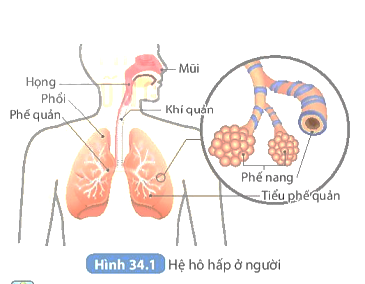 Mũi
Họng
Phổi
Phế quản
Khí quản
Phế nang
Tiểu phế quản
Hình 34.1 Hệ hô hấp ở người